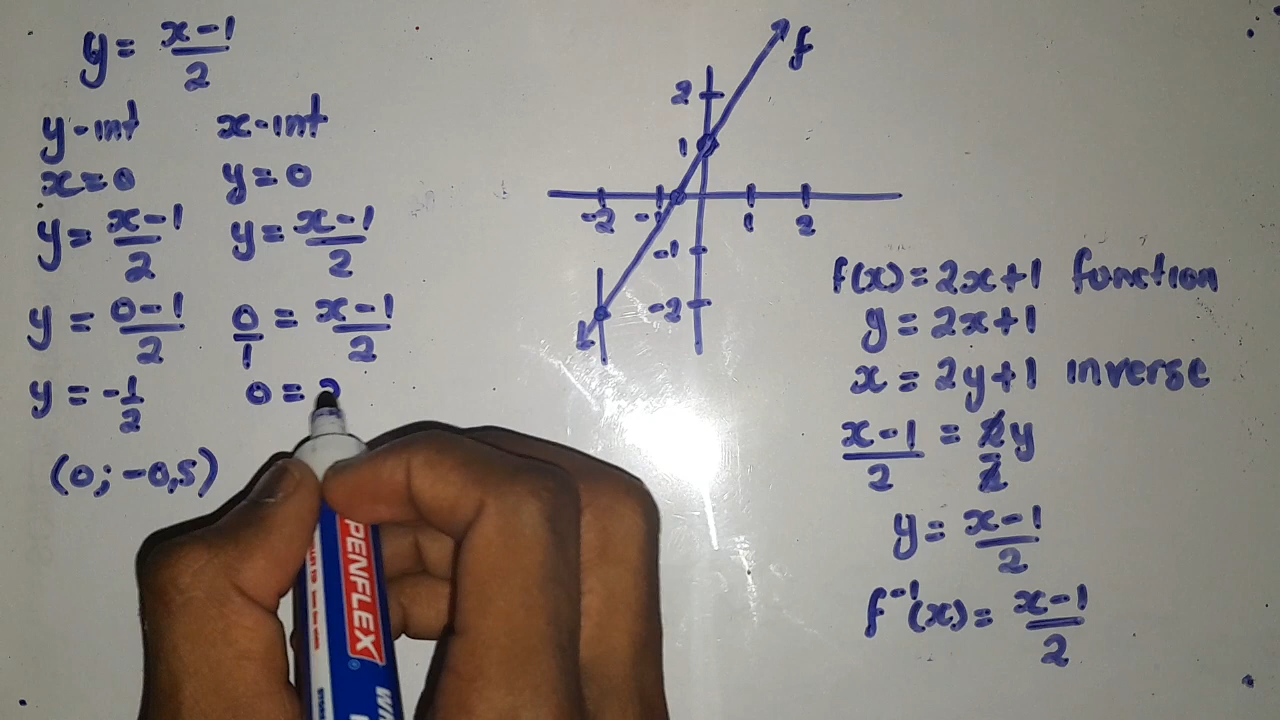 y = x-1/2
y-int x-int
x=0 y=0
y= x-1/2 y= x-1/2
y = 0-1/2 0/1 = x-1/2
y = -1/2 0 =
(0; -0,5)
f
2
1
-2 -1 1 2
-1
-2
f(x)=2x+1 function
y = 2x+1
x = 2y+1 inverse
x-1/2 = 2/2 y
y = x-1/2
f⁻¹(x)= x-1/2
PENFLEX